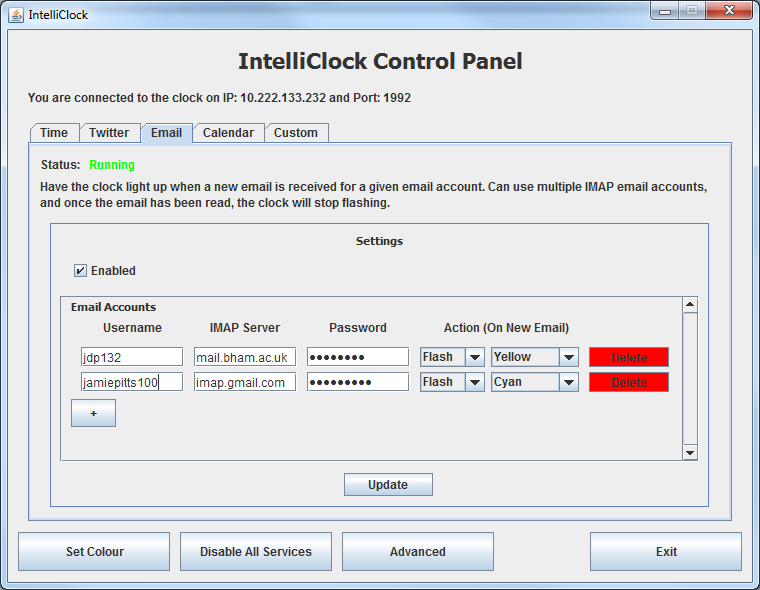 IntelliClock
IntelliClock Control Panel
You are connected to the clock on IP: 10.222.133.232 and Port: 1992
Time Twitter Email Calendar Custom
Status: Running
Have the clock light up when a new email is received for a given email account. Can use multiple IMAP email accounts,
and once the email has been read, the clock will stop flashing.
Settings
Enabled
Email Accounts
Username IMAP Server Password Action (On New Email)
jdp132 mail.bham.ac.uk ●●●●●●●● Flash Yellow Delete
jamiepitts100 imap.gmail.com ●●●●●●●●● Flash Cyan Delete
+
Update
Set Colour Disable All Services Advanced Exit